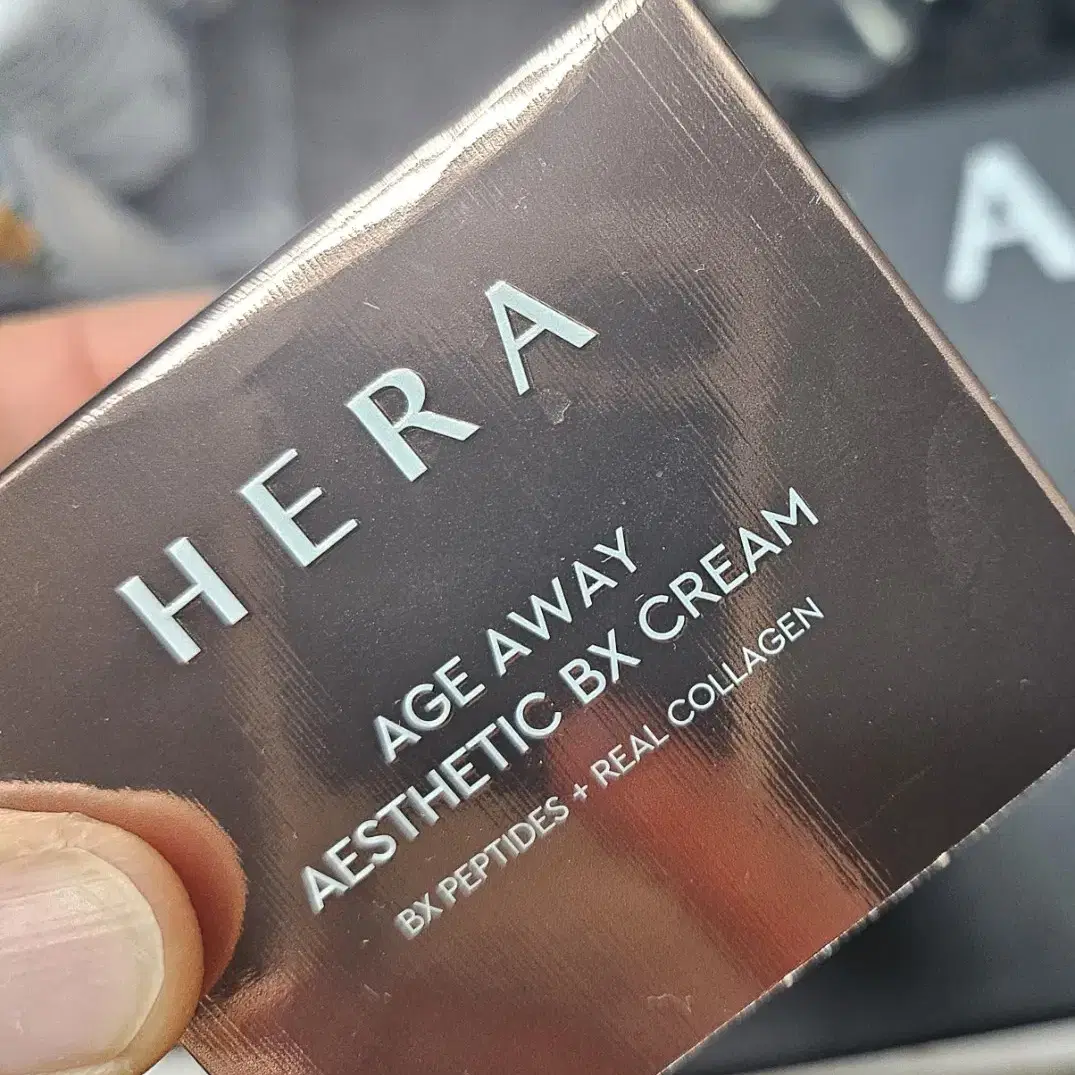 HERA
AGE AWAY
AESTHETIC BX CREAM
BX PEPTIDES + REAL COLLAGEN
A